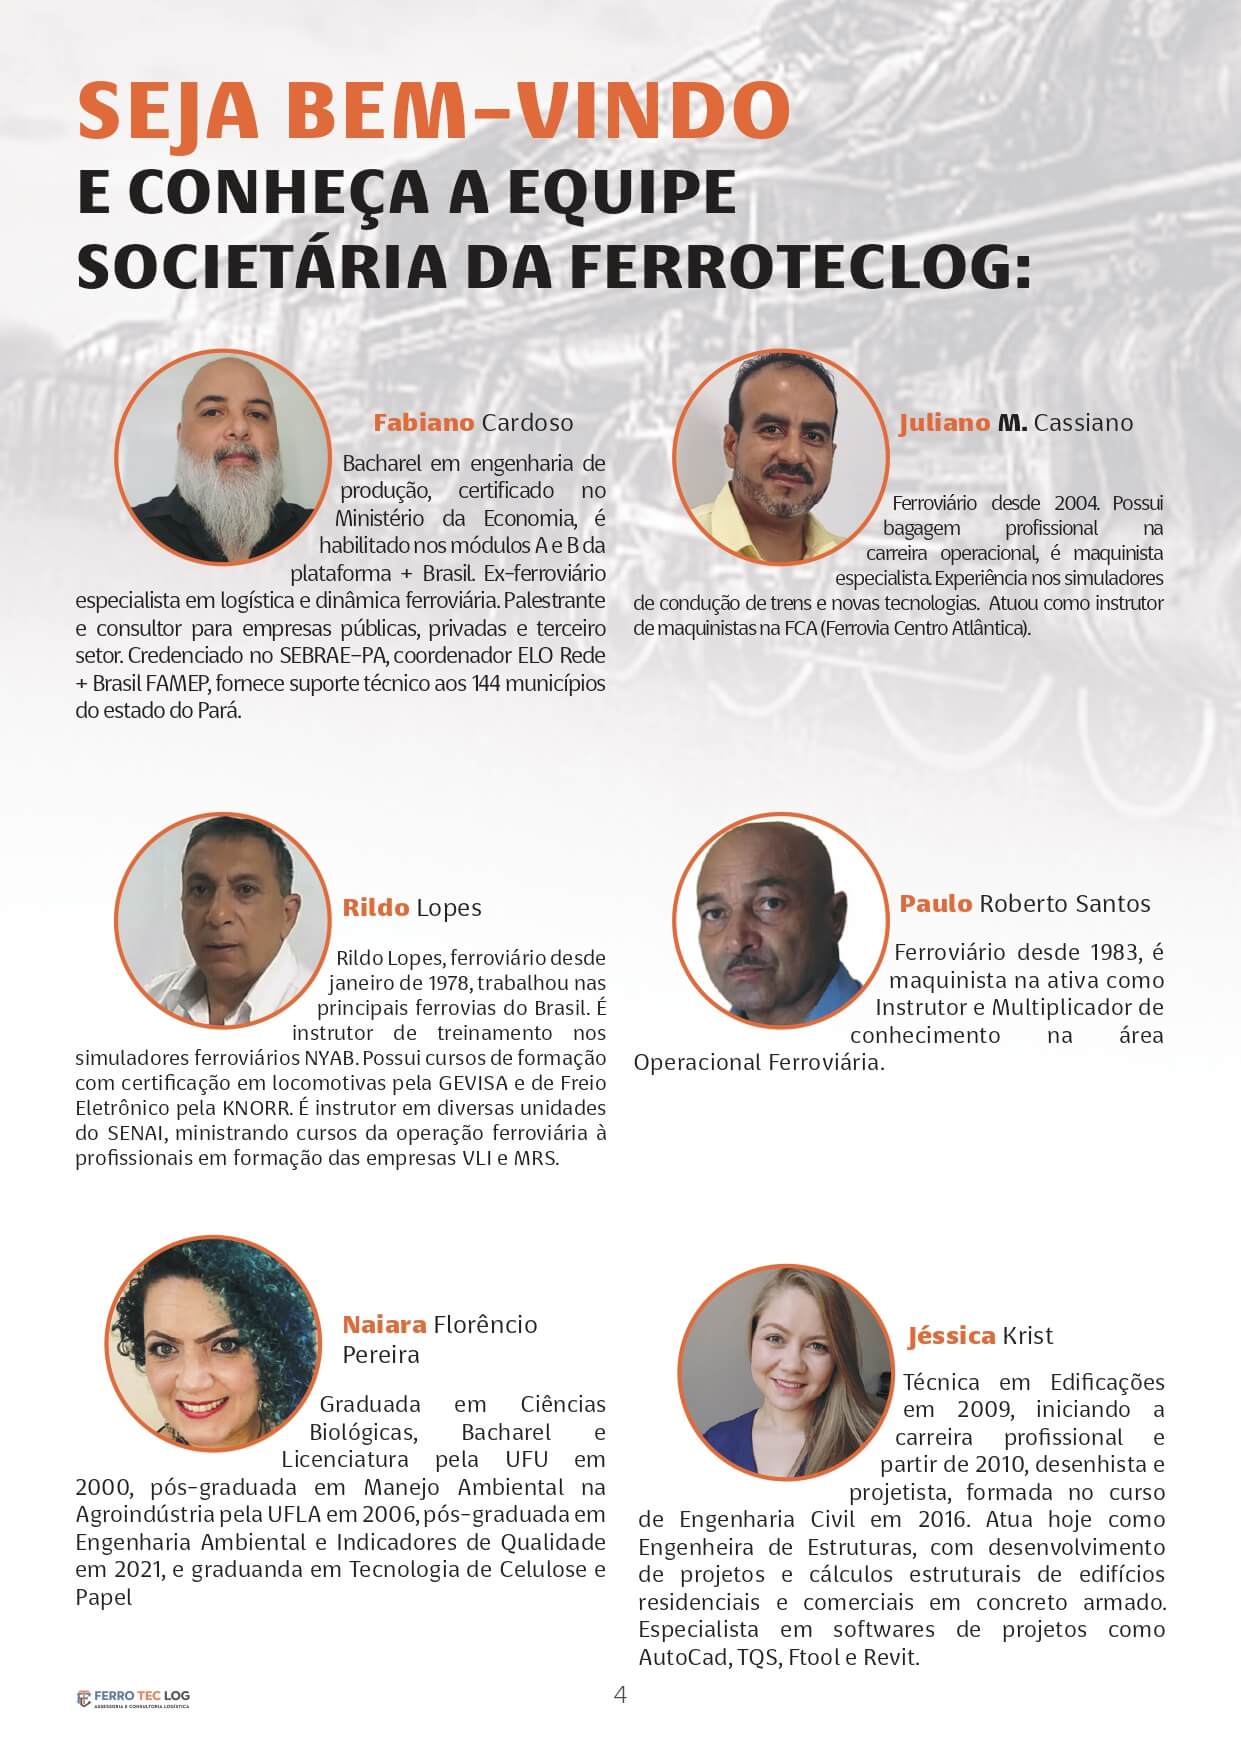 SEJA BEM-VINDO
E CONHEÇA A EQUIPE
SOCIETÁRIA DA FERROTECLOG:
Fabiano Cardoso
Bacharel em engenharia de
produção, certificado no
Ministério da Economia, é
habilitado nos módulos A e B da
plataforma + Brasil. Ex-ferroviário
especialista em logística e dinâmica ferroviária. Palestrante
e consultor para empresas públicas, privadas e terceiro
setor. Credenciado no SEBRAE-PA, coordenador ELO Rede
+ Brasil FAMEP, fornece suporte técnico aos 144 municípios
do estado do Pará.
Juliano M. Cassiano
Ferroviário desde 2004. Possui
bagagem profissional na
carreira operacional, é maquinista
especialista. Experiência nos simuladores
de condução de trens e novas tecnologias. Atuou como instrutor
de maquinistas na FCA (Ferrovia Centro Atlântica).
Rildo Lopes
Rildo Lopes, ferroviário desde
janeiro de 1978, trabalhou nas
principais ferrovias do Brasil. É
instrutor de treinamento nos
simuladores ferroviários NYAB. Possui cursos de formação
com certificação em locomotivas pela GEVISA e de Freio
Eletrônico pela KNORR. É instrutor em diversas unidades
do SENAI, ministrando cursos da operação ferroviária à
profissionais em formação das empresas VLI e MRS.
Paulo Roberto Santos
Ferroviário desde 1983, é
maquinista na ativa como
Instrutor e Multiplicador de
conhecimento na área
Operacional Ferroviária.
Naiara Florêncio
Pereira
Graduada em Ciências
Biológicas, Bacharel e
Licenciatura pela UFU em
2000, pós-graduada em Manejo Ambiental na
Agroindústria pela UFLA em 2006, pós-graduada em
Engenharia Ambiental e Indicadores de Qualidade
em 2021, e graduanda em Tecnologia de Celulose e
Papel
Jéssica Krist
Técnica em Edificações
em 2009, iniciando a
carreira profissional e
partir de 2010, desenhista e
projetista, formada no curso
de Engenharia Civil em 2016. Atua hoje como
Engenheira de Estruturas, com desenvolvimento
de projetos e cálculos estruturais de edifícios
residenciais e comerciais em concreto armado.
Especialista em softwares de projetos como
AutoCad, TQS, Ftool e Revit.
FERRO TEC LOG
ASSESSORIA E CONSULTORIA LOGÍSTICA
4